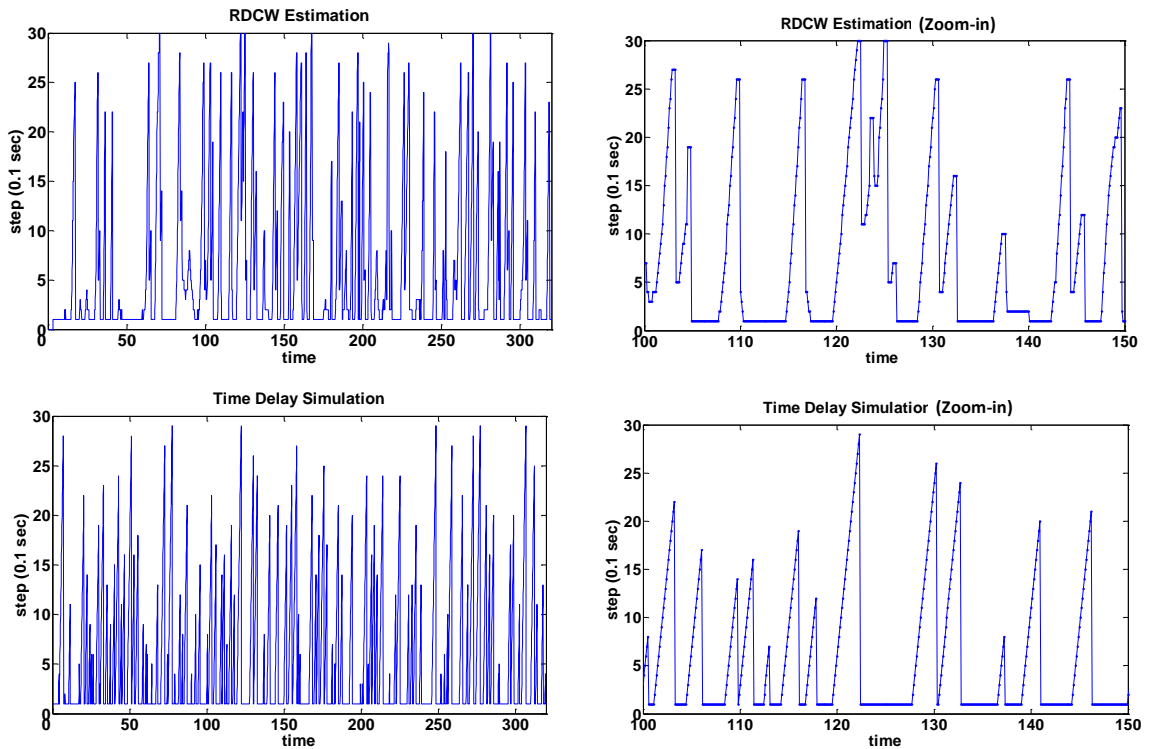 RDCW Estimation
30
25
20
15
10
5
0
step (0.1 sec)
50 100 150 200 250 300
time
RDCW Estimation (Zoom-in)
30
25
20
15
10
5
0
step (0.1 sec)
100 110 120 130 140 150
time
Time Delay Simulation
30
25
20
15
10
5
0
step (0.1 sec)
50 100 150 200 250 300
time
Time Delay Simulatior (Zoom-in)
30
25
20
15
10
5
0
step (0.1 sec)
100 110 120 130 140 150
time